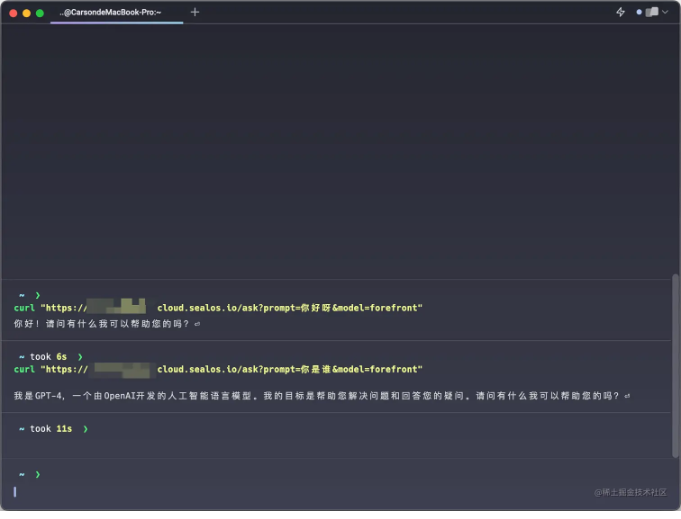 ..@CarsondeMacBook-Pro:~
~ ❯
curl "https:// cloud.sealos.io/ask?prompt=你好呀&model=forefront"
你好！请问有什么我可以帮助您的吗？⏎
~ took 6s ❯
curl "https:// cloud.sealos.io/ask?prompt=你是谁&model=forefront"
我是GPT-4，一个由OpenAI开发的人工智能语言模型。我的目标是帮助您解决问题和回答您的疑问。请问有什么我可以帮助您的吗？⏎
~ took 11s ❯
~ ❯
@稀土掘金技术社区